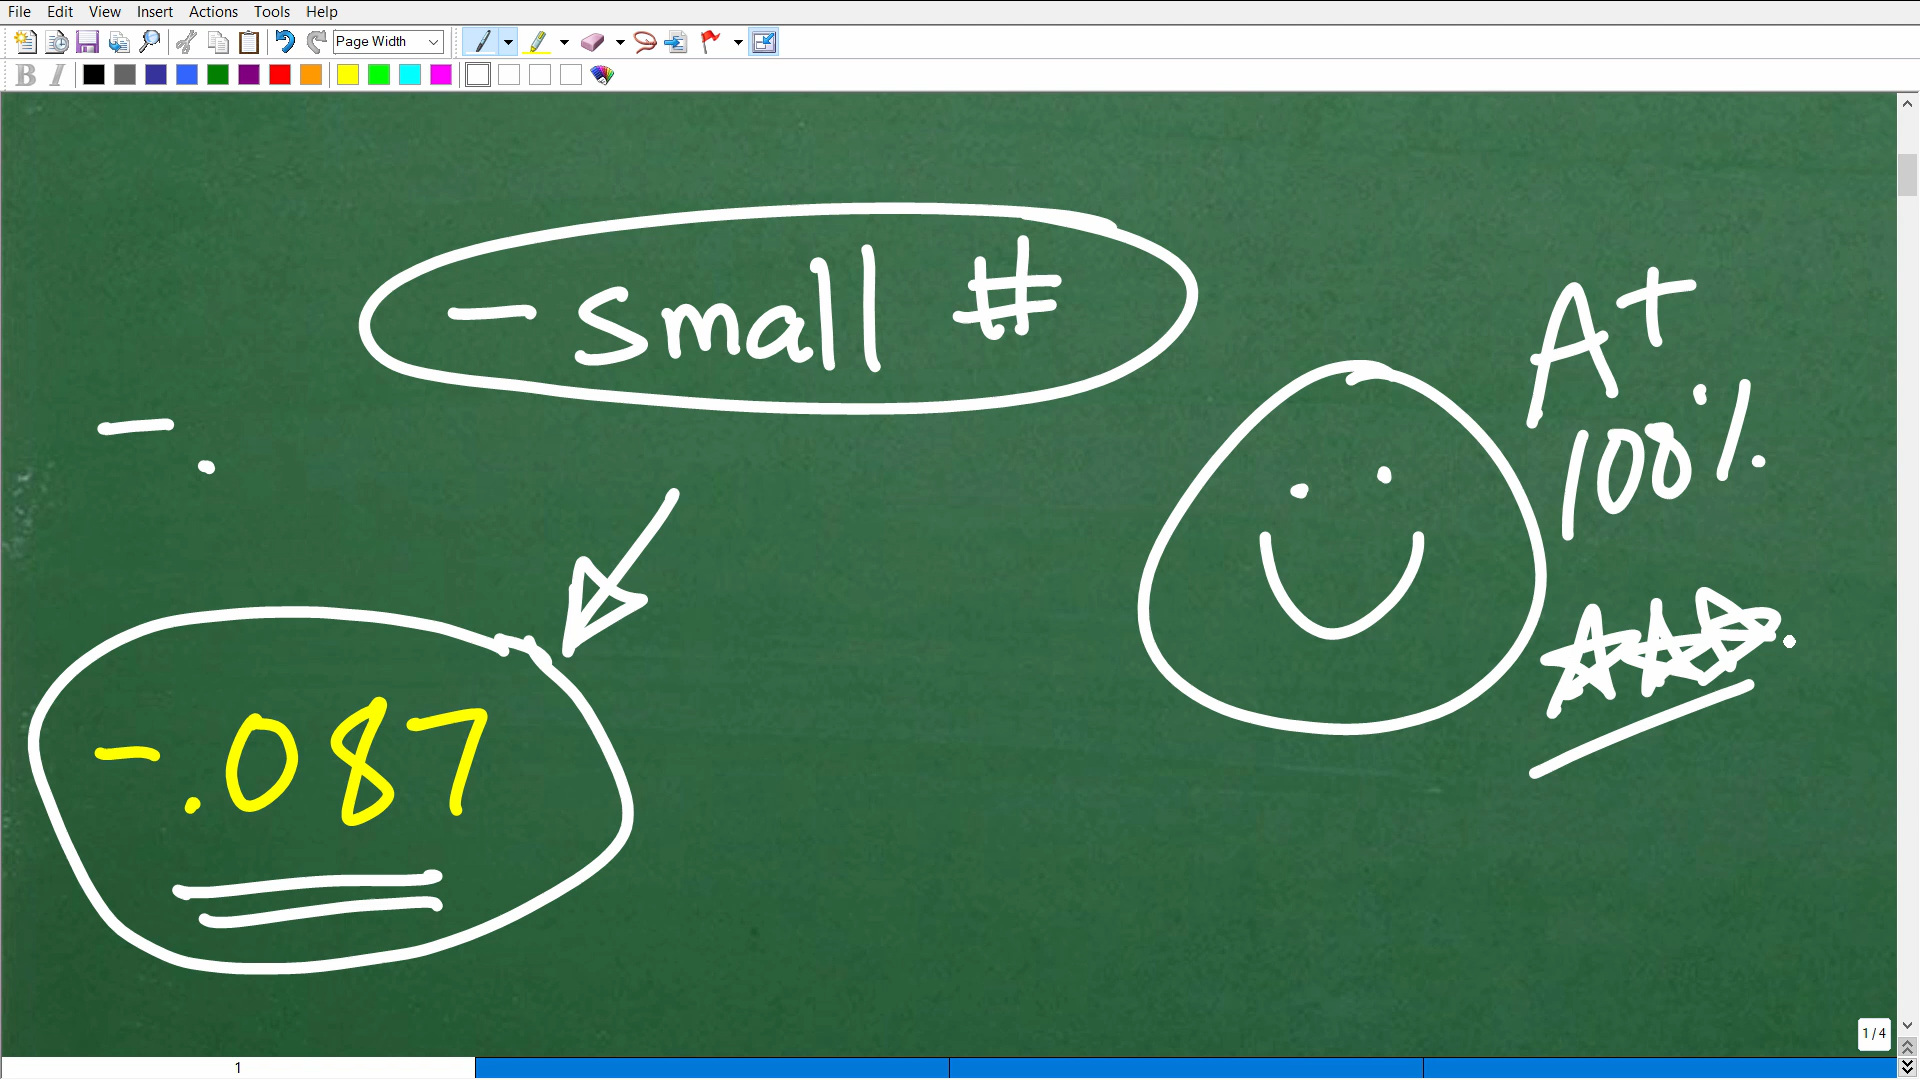 File Edit View Insert Actions Tools Help
Page Width
B I
- small #
A+
100%
-.
-.087
1/4
1